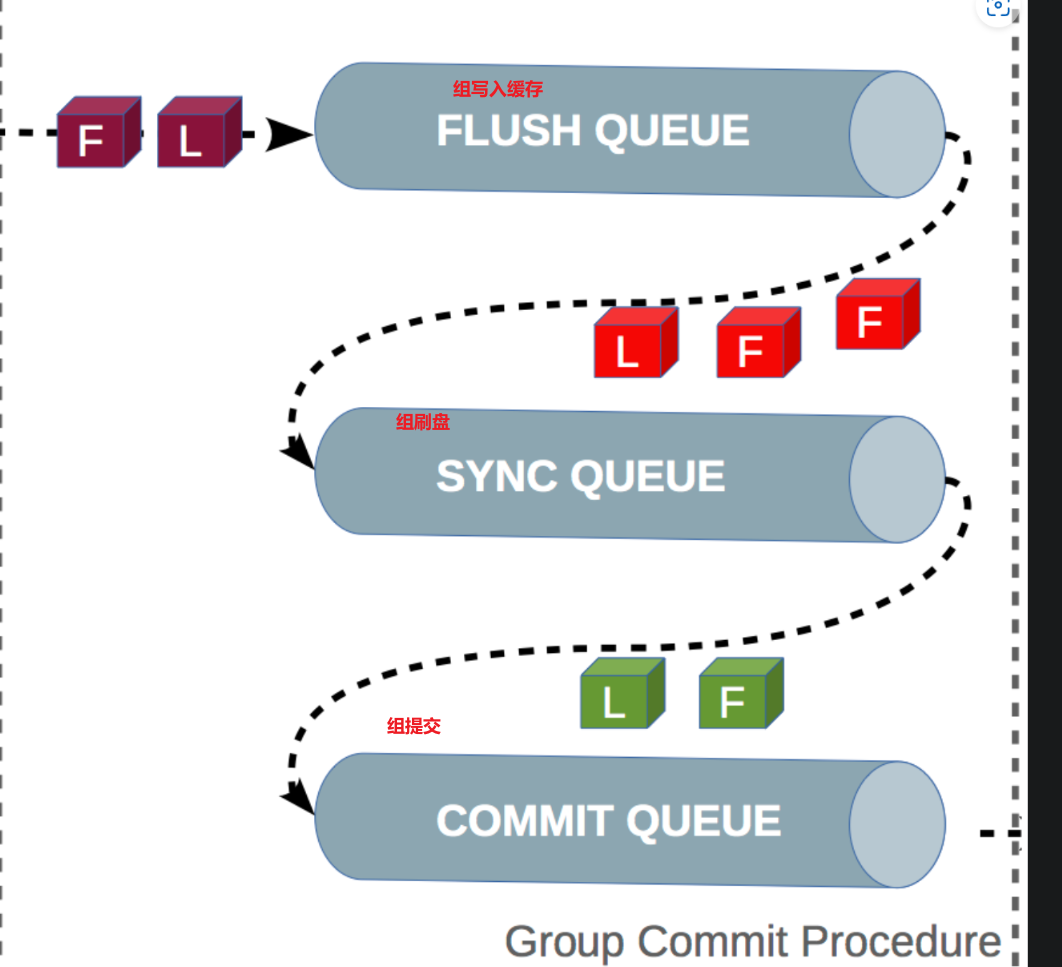 组写入缓存
FLUSH QUEUE
F
L
L
F
F
组刷盘
SYNC QUEUE
L
F
组提交
COMMIT QUEUE
Group Commit Procedure